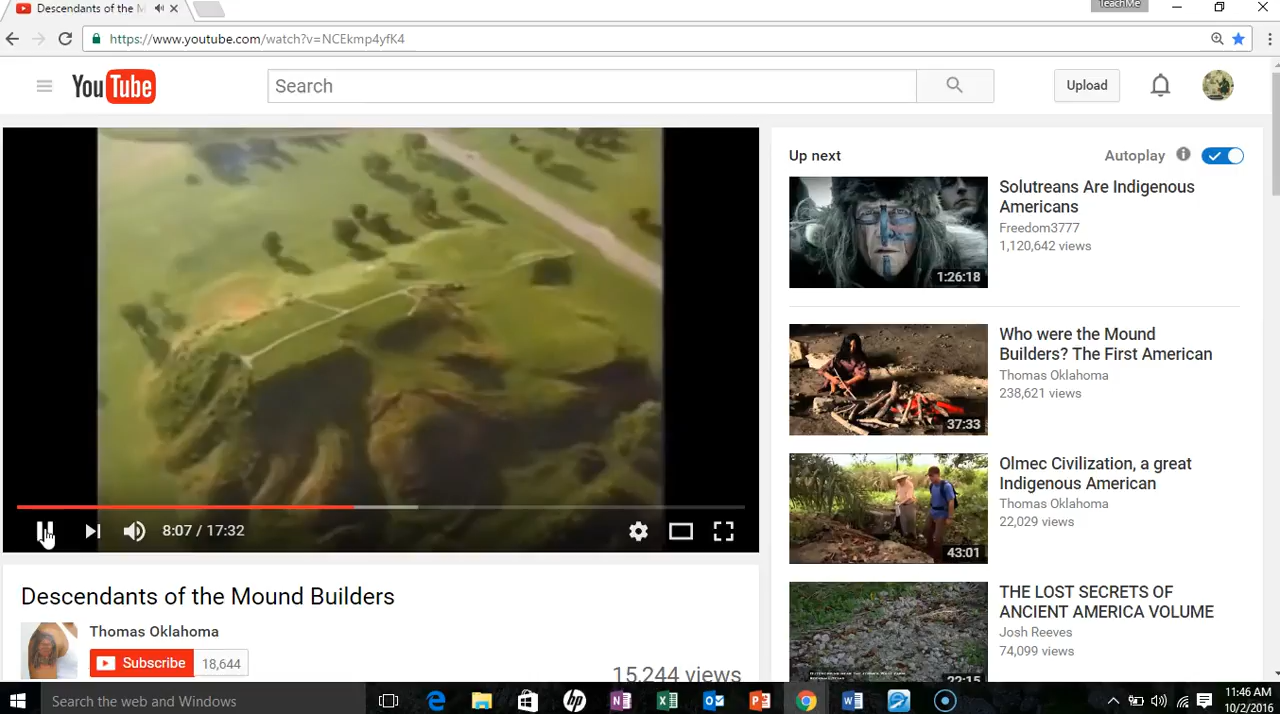 Descendants of the M
TeachMe
https://www.youtube.com/watch?v=NCEkmp4yfK4
YouTube
Search
Upload
Up next
Autoplay
Solutreans Are Indigenous
Americans
Freedom3777
1,120,642 views
1:26:18
Who were the Mound
Builders? The First American
Thomas Oklahoma
238,621 views
37:33
Olmec Civilization, a great
Indigenous American
Thomas Oklahoma
22,029 views
43:01
THE LOST SECRETS OF
ANCIENT AMERICA VOLUME
Josh Reeves
74,099 views
22:15
8:07 / 17:32
Descendants of the Mound Builders
Thomas Oklahoma
Subscribe
18,644
15,244 views
Search the web and Windows
11:46 AM
10/2/2016